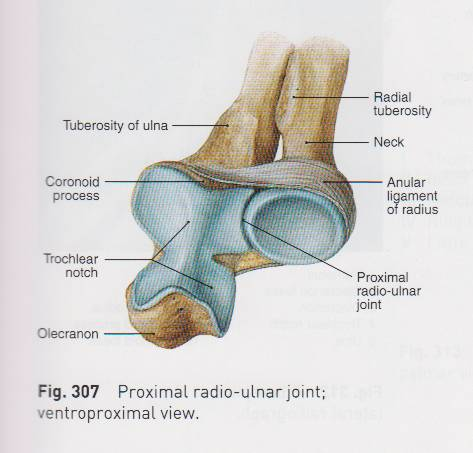 Radial
tuberosity
Tuberosity of ulna
Neck
Coronoid
process
Anular
ligament
of radius
Trochlear
notch
Proximal
radio-ulnar
joint
Olecranon
Fig. 307 Proximal radio-ulnar joint;
ventroproximal view.